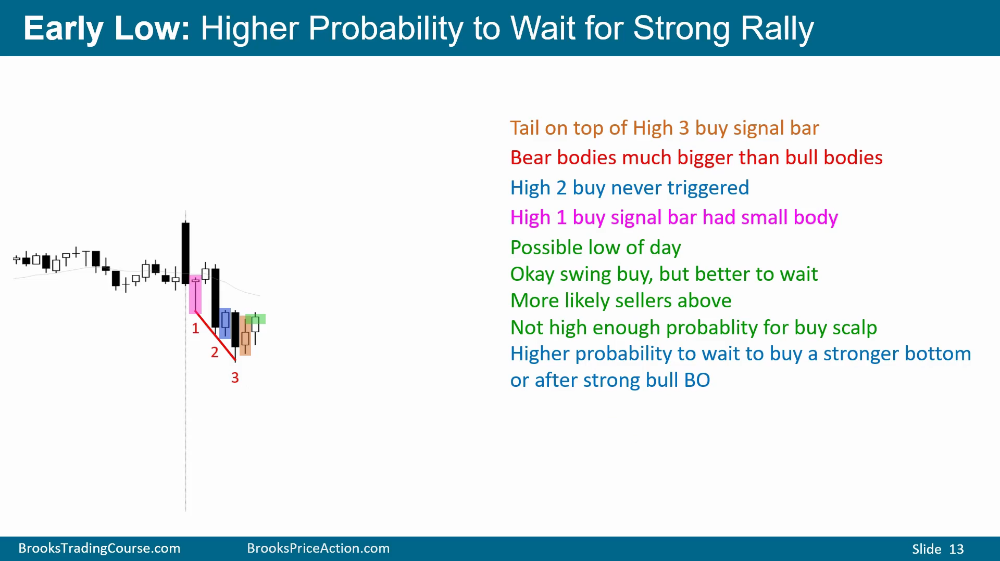 Early Low: Higher Probability to Wait for Strong Rally
Tail on top of High 3 buy signal bar
Bear bodies much bigger than bull bodies
High 2 buy never triggered
High 1 buy signal bar had small body
Possible low of day
Okay swing buy, but better to wait
More likely sellers above
Not high enough probablity for buy scalp
Higher probability to wait to buy a stronger bottom
or after strong bull BO
1
2
3
BrooksTradingCourse.com BrooksPriceAction.com Slide 13